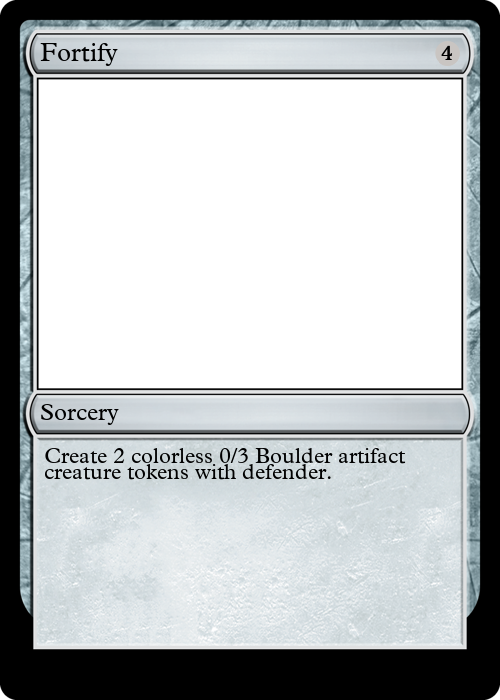 Fortify 4
Sorcery
Create 2 colorless 0/3 Boulder artifact
creature tokens with defender.